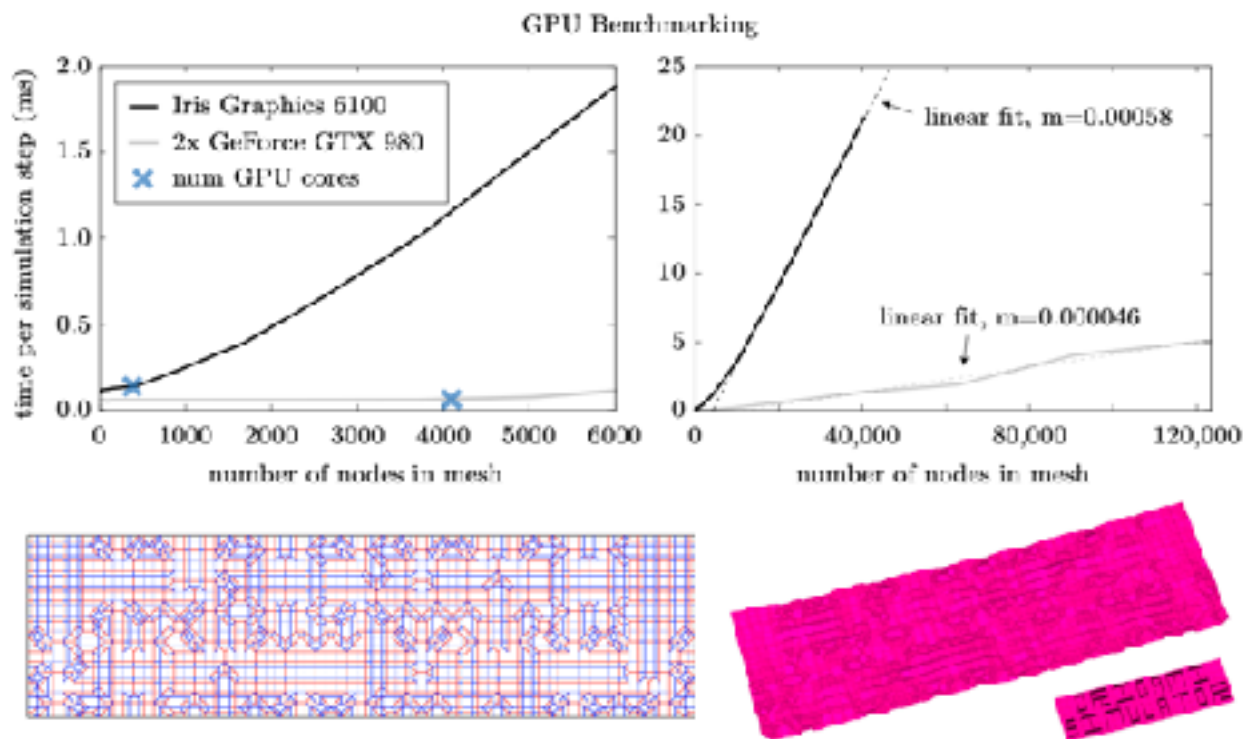 GPU Benchmarking
time per simulation step (ms)
2.0
1.5
1.0
0.5
0.0
Iris Graphics 6100
2x GeForce GTX 980
num GPU cores
0 1000 2000 3000 4000 5000 6000
number of nodes in mesh
25
20
15
10
5
0
linear fit, m=0.00058
linear fit, m=0.000046
0 40,000 80,000 120,000
number of nodes in mesh